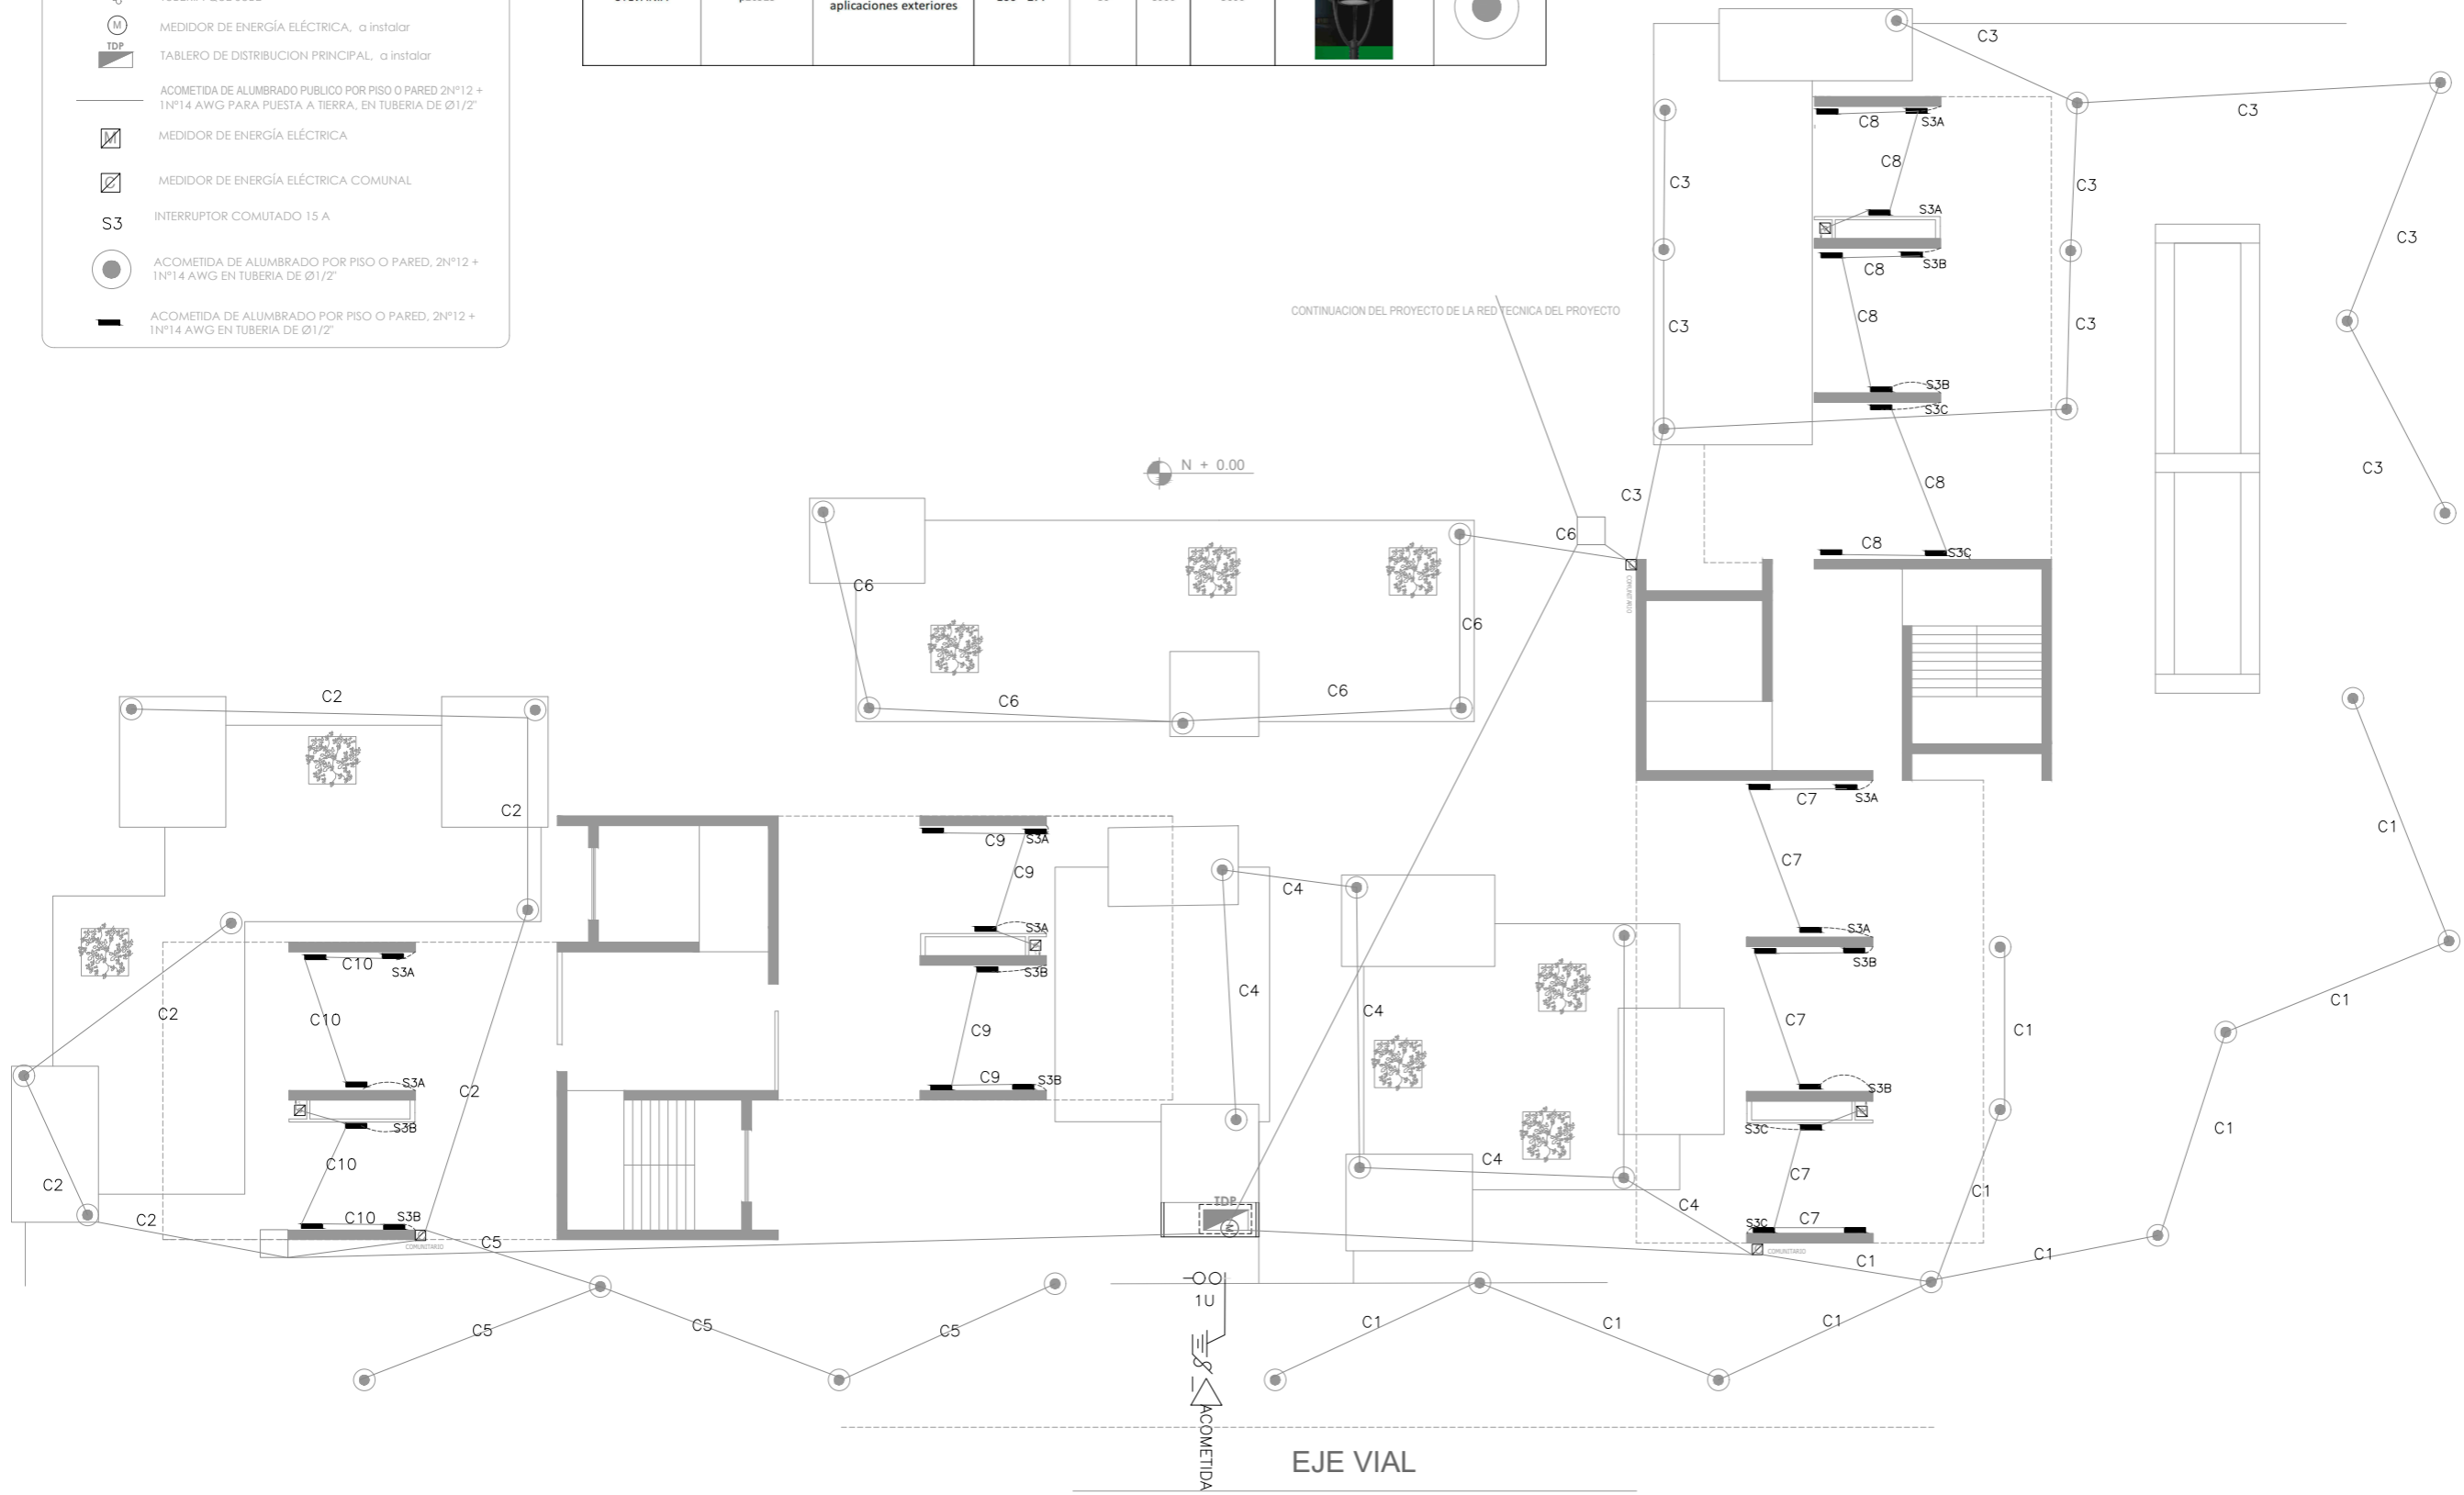 M
MEDIDOR DE ENERGÍA ELÉCTRICA, a instalar
TDP
TABLERO DE DISTRIBUCION PRINCIPAL, a instalar
ACOMETIDA DE ALUMBRADO PUBLICO POR PISO O PARED 2Nº12 +
1Nº14 AWG PARA PUESTA A TIERRA, EN TUBERIA DE Ø1/2"
M
MEDIDOR DE ENERGÍA ELÉCTRICA
C
MEDIDOR DE ENERGÍA ELÉCTRICA COMUNAL
S3
INTERRUPTOR COMUTADO 15 A
ACOMETIDA DE ALUMBRADO POR PISO O PARED, 2Nº12 +
1Nº14 AWG EN TUBERIA DE Ø1/2"
ACOMETIDA DE ALUMBRADO POR PISO O PARED, 2Nº12 +
1Nº14 AWG EN TUBERIA DE Ø1/2"
aplicaciones exteriores
C3
C3
C8
S3A
C8
C3
C3
S3A
C3
C8
S3B
C3
C8
C3
S3B
S3C
C3
C8
C3
C8
S3C
CONTINUACION DEL PROYECTO DE LA RED TECNICA DEL PROYECTO
N + 0.00
C6
C6
C6
C6
C6
COMUNITARIO
C2
C2
C9
S3A
C9
S3A
S3B
C9
C9
S3B
C4
C4
C4
C4
C4
C7
S3A
C7
S3A
S3B
C7
S3B
S3C
C7
S3C
C7
COMUNITARIO
C1
C1
C1
C1
C1
C1
C1
C10
S3A
C10
S3A
S3B
C10
C10
S3B
COMUNITARIO
C2
C2
C2
C2
C5
C5
C5
C5
TDP
M
1U
C1
C1
C1
ACOMETIDA
EJE VIAL